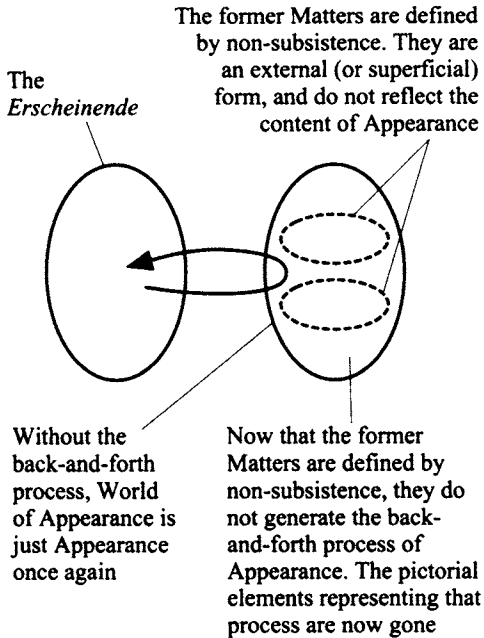 The former Matters are defined
by non-subsistence. They are
an external (or superficial)
form, and do not reflect the
content of Appearance
The
Erscheinende
Without the
back-and-forth
process, World
of Appearance is
just Appearance
once again
Now that the former
Matters are defined by
non-subsistence, they do
not generate the back-
and-forth process of
Appearance. The pictorial
elements representing that
process are now gone